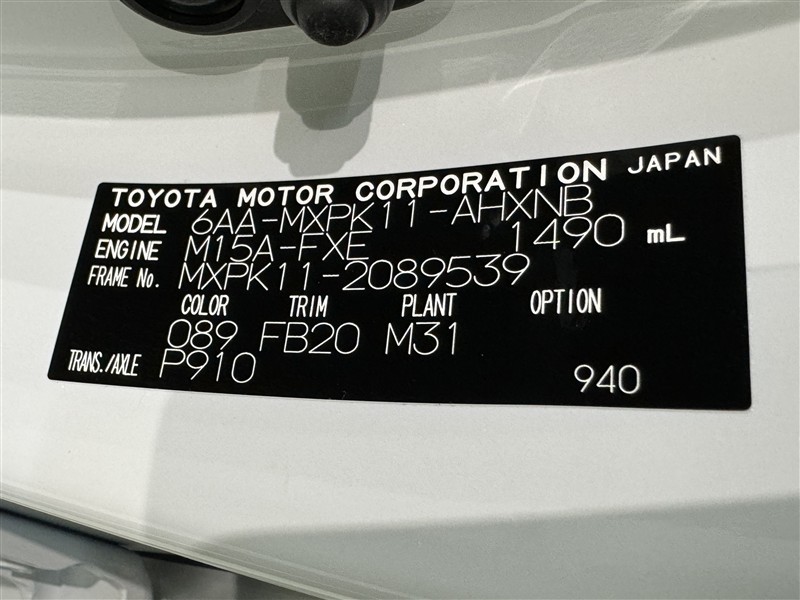 TOYOTA MOTOR CORPORATION JAPAN
MODEL 6AA-MXPK11-AHXNB
ENGINE M15A-FXE 1490 mL
FRAME No. MXPK11-2089539
COLOR TRIM PLANT OPTION
089 FB20 M31
TRANS./AXLE P910 940